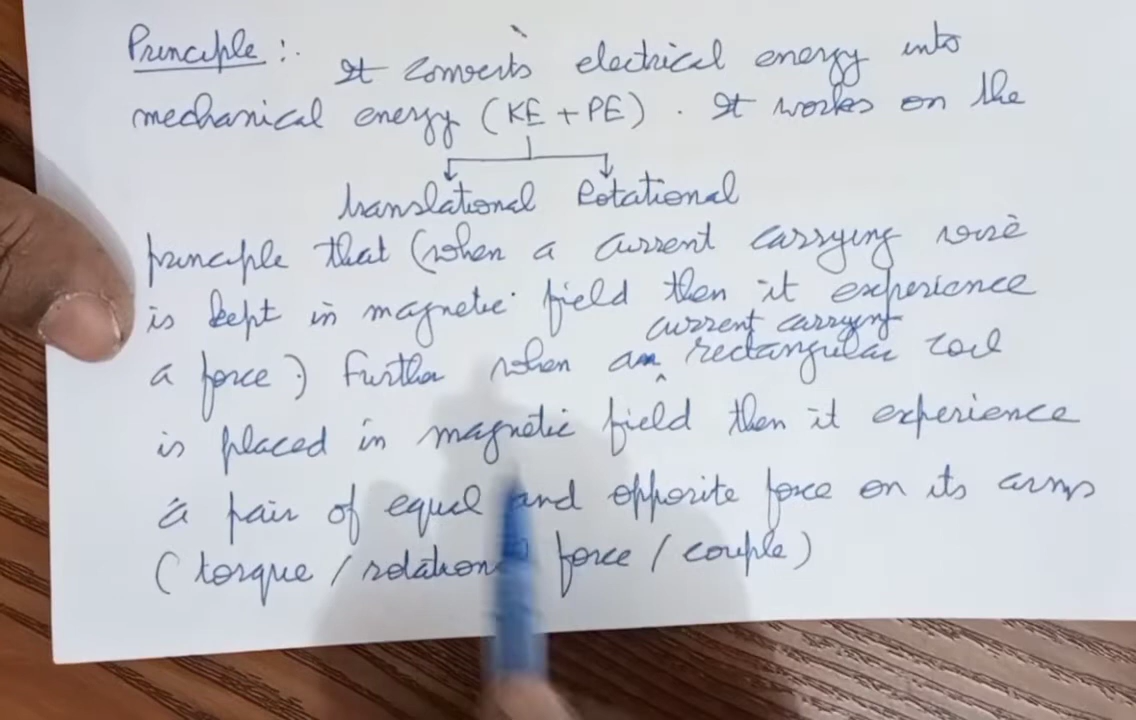 Principle :-  It converts electrical energy into
mechanical energy (KE + PE) . It works on the
translational Rotational
principle that (when a current carrying wire
is kept in magnetic field then it experience
current carrying
a force) Further when an ^ rectangular coil
is placed in magnetic field then it experience
a pair of equal and opposite force on its arms
(torque / rotational force / couple)